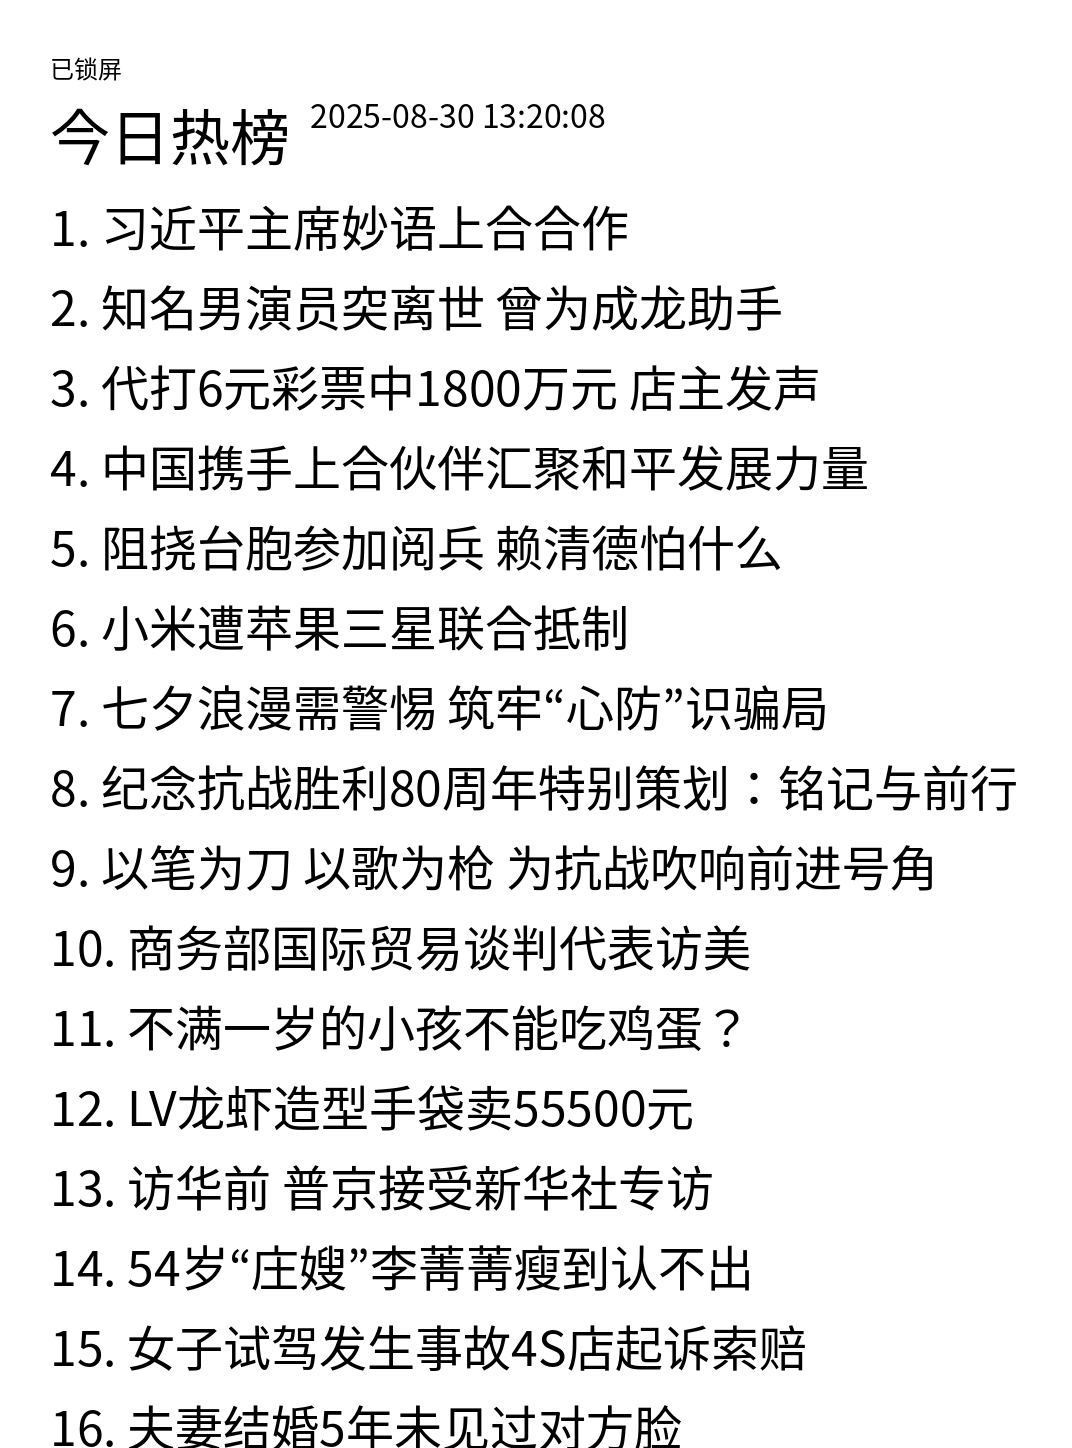 已锁屏
今日热榜 2025-08-30 13:20:08
1. 习近平主席妙语上合合作
2. 知名男演员突离世 曾为成龙助手
3. 代打6元彩票中1800万元 店主发声
4. 中国携手上合伙伴汇聚和平发展力量
5. 阻挠台胞参加阅兵 赖清德怕什么
6. 小米遭苹果三星联合抵制
7. 七夕浪漫需警惕 筑牢“心防”识骗局
8. 纪念抗战胜利80周年特别策划：铭记与前行
9. 以笔为刀 以歌为枪 为抗战吹响前进号角
10. 商务部国际贸易谈判代表访美
11. 不满一岁的小孩不能吃鸡蛋？
12. LV龙虾造型手袋卖55500元
13. 访华前 普京接受新华社专访
14. 54岁“庄嫂”李菁菁瘦到认不出
15. 女子试驾发生事故4S店起诉索赔
16. 夫妻结婚5年未见过对方脸